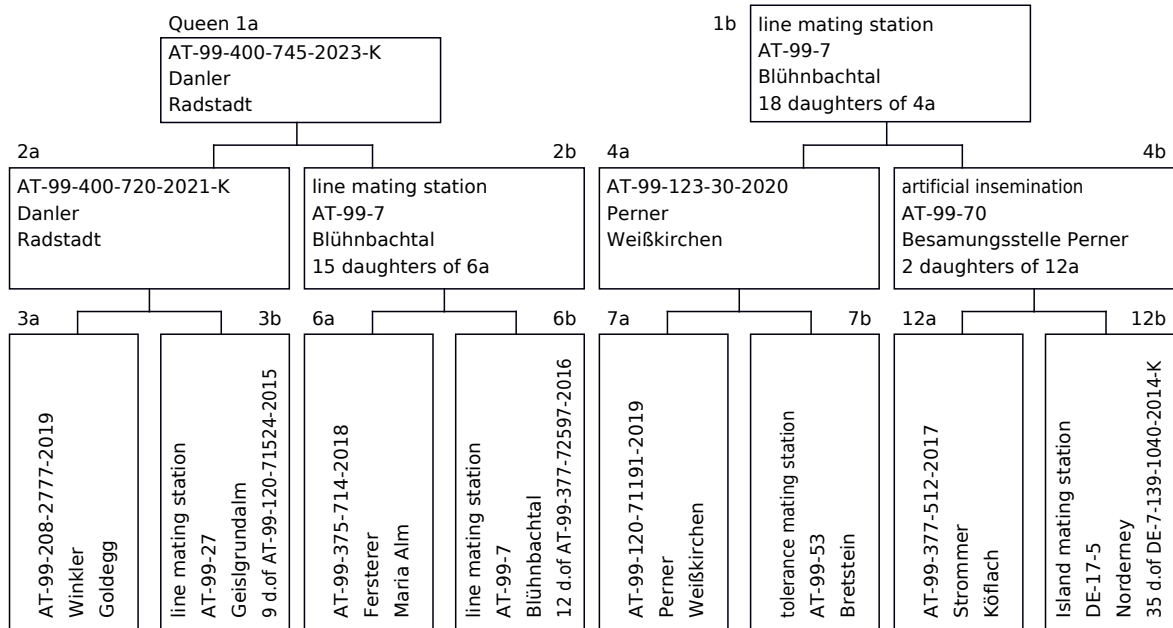 Queen 1a
AT-99-400-745-2023-K
Danler
Radstadt
1b
line mating station
AT-99-7
Blühnbachtal
18 daughters of 4a
2a
AT-99-400-720-2021-K
Danler
Radstadt
2b
line mating station
AT-99-7
Blühnbachtal
15 daughters of 6a
4a
AT-99-123-30-2020
Perner
Weißkirchen
4b
artificial insemination
AT-99-70
Besamungsstelle Perner
2 daughters of 12a
3a
AT-99-208-2777-2019
Winkler
Goldegg
3b
line mating station
AT-99-27
Geislgrundalm
9 d.of AT-99-120-71524-2015
6a
AT-99-375-714-2018
Fersterer
Maria Alm
6b
line mating station
AT-99-7
Blühnbachtal
12 d.of AT-99-377-72597-2016
7a
AT-99-120-71191-2019
Perner
Weißkirchen
7b
tolerance mating station
AT-99-53
Bretstein
12a
AT-99-377-512-2017
Strommer
Köflach
12b
Island mating station
DE-17-5
Norderney
35 d.of DE-7-139-1040-2014-K